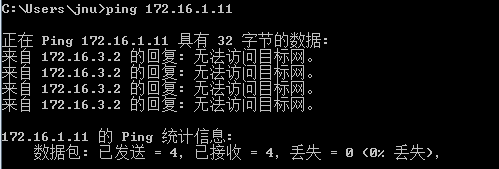 C:\Users\jnu>ping 172.16.1.11
正在 Ping 172.16.1.11 具有 32 字节的数据:
来自 172.16.3.2 的回复: 无法访问目标网。
来自 172.16.3.2 的回复: 无法访问目标网。
来自 172.16.3.2 的回复: 无法访问目标网。
来自 172.16.3.2 的回复: 无法访问目标网。
172.16.1.11 的 Ping 统计信息:
数据包: 已发送 = 4, 已接收 = 4, 丢失 = 0 (0% 丢失),